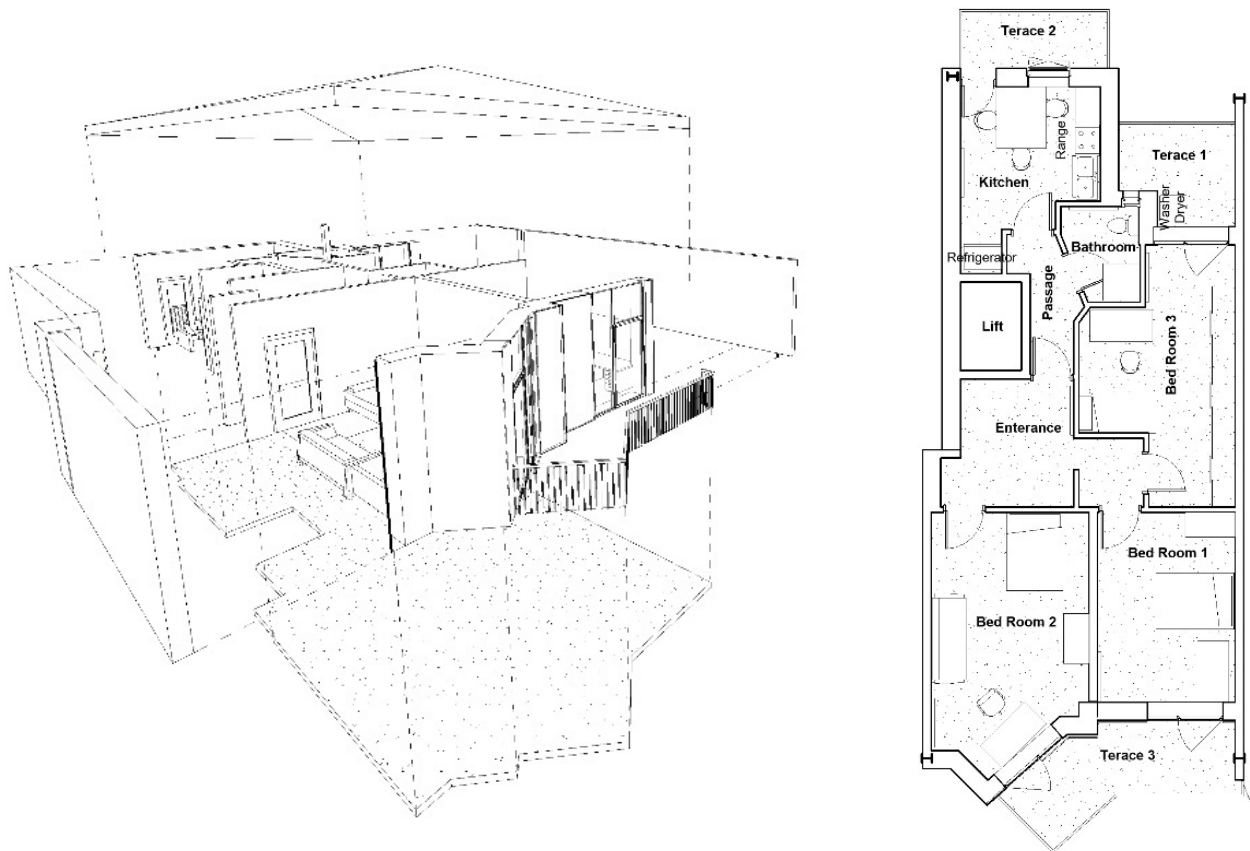 Terace 2
Terace 1
Range
Kitchen
Washer
Dryer
Bathroom
Refrigerator
Passage
Lift
Bed Room 3
Enterance
Bed Room 1
Bed Room 2
Terace 3